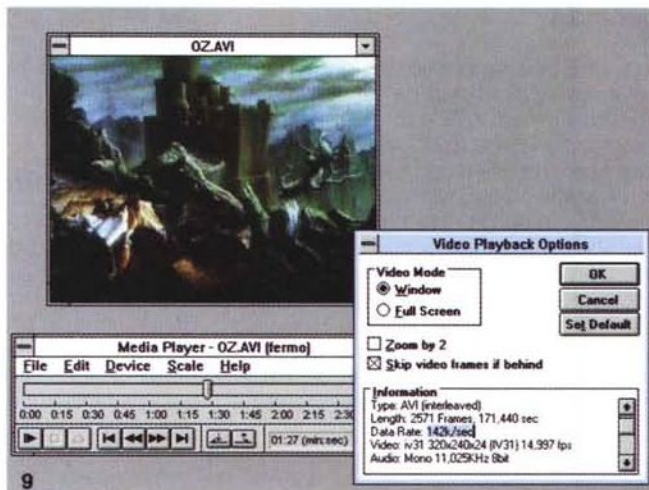 OZ.AVI
Video Playback Options
Video Mode
Window
Full Screen
OK
Cancel
Set Default
Zoom by 2
Skip video frames if behind
Information
Type: AVI (interleaved)
Length: 2571 Frames, 171,440 sec
Data Rate: 142k/sec
Video: iv31 320x240x24 (IV31) 14,997 fps
Audio: Mono 11,025KHz 8bit
Media Player - OZ.AVI (fermo)
File Edit Device Scale Help
0:00 0:15 0:30 0:45 1:00 1:15 1:30 1:45 2:00 2:15 2:30
01:27 (min:sec)
9